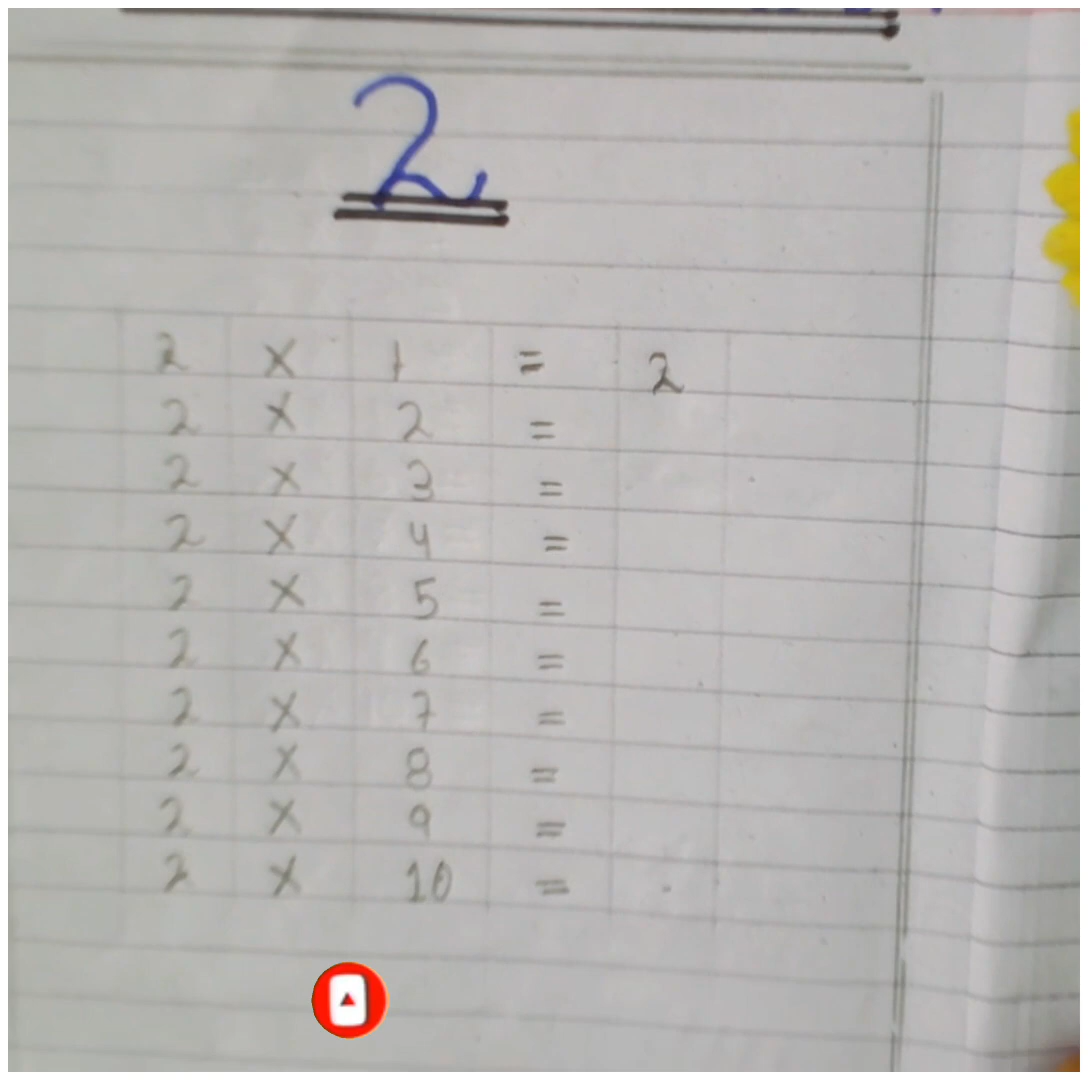 2
2 × 1 = 2
2 × 2 =
2 × 3 =
2 × 4 =
2 × 5 =
2 × 6 =
2 × 7 =
2 × 8 =
2 × 9 =
2 × 10 =